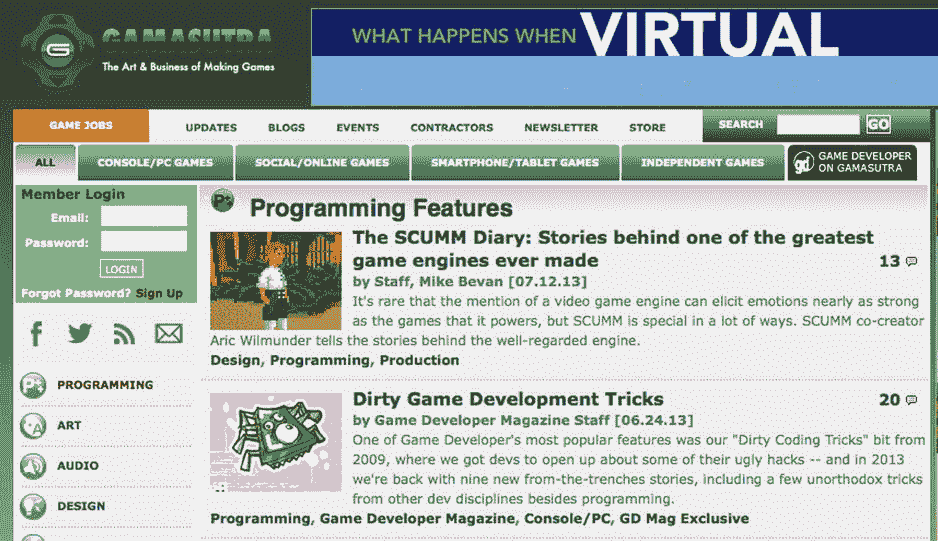 GAMASUTRA
The Art & Business of Making Games
WHAT HAPPENS WHEN VIRTUAL
GAME JOBS
UPDATES
BLOGS
EVENTS
CONTRACTORS
NEWSLETTER
STORE
SEARCH
GO
ALL
CONSOLE/PC GAMES
SOCIAL/ONLINE GAMES
SMARTPHONE/TABLET GAMES
INDEPENDENT GAMES
gd
GAME DEVELOPER
ON GAMASUTRA
Member Login
Email:
Password:
LOGIN
Forgot Password? Sign Up
PROGRAMMING
ART
AUDIO
DESIGN
Programming Features
The SCUMM Diary: Stories behind one of the greatest
game engines ever made
13
by Staff, Mike Bevan [07.12.13]
It's rare that the mention of a video game engine can elicit emotions nearly as strong
as the games that it powers, but SCUMM is special in a lot of ways. SCUMM co-creator
Aric Wilmunder tells the stories behind the well-regarded engine.
Design, Programming, Production
Dirty Game Development Tricks
20
by Game Developer Magazine Staff [06.24.13]
One of Game Developer's most popular features was our "Dirty Coding Tricks" bit from
2009, where we got devs to open up about some of their ugly hacks -- and in 2013
we're back with nine new from-the-trenches stories, including a few unorthodox tricks
from other dev disciplines besides programming.
Programming, Game Developer Magazine, Console/PC, GD Mag Exclusive